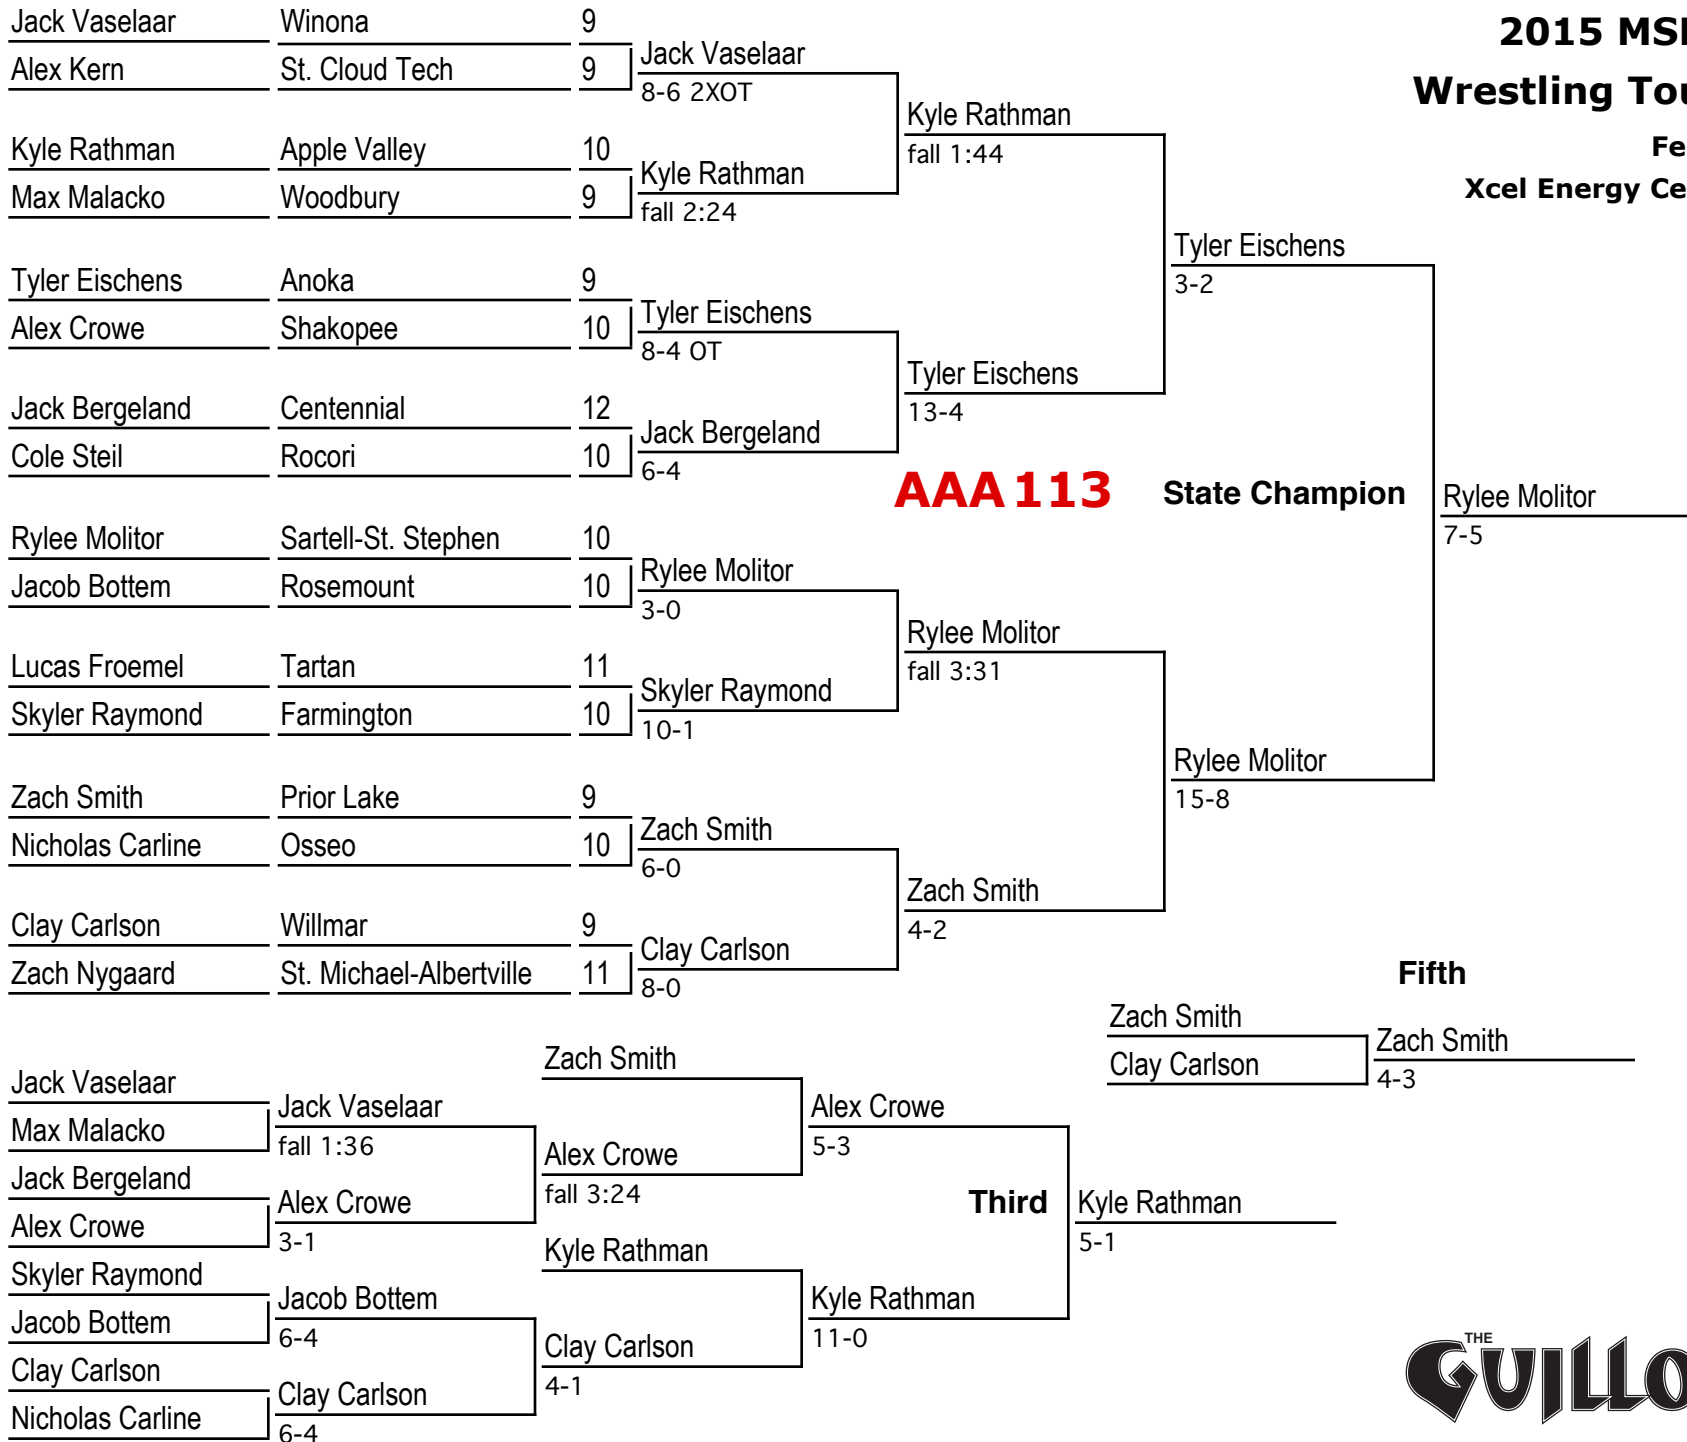 2015 MSH
Wrestling Tou
Fe
Xcel Energy Ce
Jack Vaselaar Winona 9
Alex Kern St. Cloud Tech 9
Jack Vaselaar
8-6 2XOT
Kyle Rathman Apple Valley 10
Max Malacko Woodbury 9
Kyle Rathman
fall 2:24
Kyle Rathman
fall 1:44
Tyler Eischens Anoka 9
Alex Crowe Shakopee 10
Tyler Eischens
8-4 OT
Jack Bergeland Centennial 12
Cole Steil Rocori 10
Jack Bergeland
6-4
Tyler Eischens
13-4
Tyler Eischens
3-2
AAA 113 State Champion
Rylee Molitor
7-5
Rylee Molitor Sartell-St. Stephen 10
Jacob Bottem Rosemount 10
Rylee Molitor
3-0
Lucas Froemel Tartan 11
Skyler Raymond Farmington 10
Skyler Raymond
10-1
Rylee Molitor
fall 3:31
Zach Smith Prior Lake 9
Nicholas Carline Osseo 10
Zach Smith
6-0
Clay Carlson Willmar 9
Zach Nygaard St. Michael-Albertville 11
Clay Carlson
8-0
Zach Smith
4-2
Rylee Molitor
15-8
Fifth
Zach Smith
Clay Carlson
Zach Smith
4-3
Jack Vaselaar
Max Malacko
Jack Vaselaar
fall 1:36
Jack Bergeland
Alex Crowe
Alex Crowe
3-1
Zach Smith
Alex Crowe
fall 3:24
Alex Crowe
5-3
Skyler Raymond
Jacob Bottem
Jacob Bottem
6-4
Clay Carlson
Nicholas Carline
Clay Carlson
6-4
Kyle Rathman
Clay Carlson
4-1
Kyle Rathman
11-0
Third
Kyle Rathman
5-1
THE
GUILLO